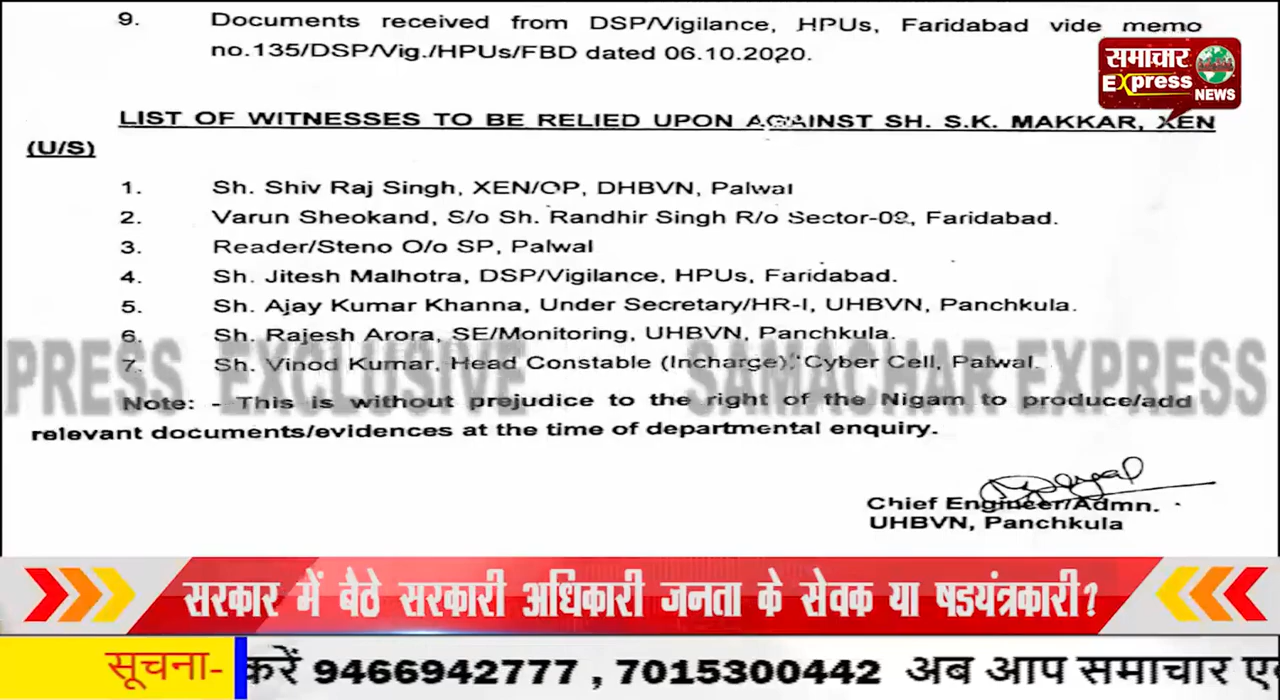 9. Documents received from DSP/Vigilance, HPUs, Faridabad vide memo
no.135/DSP/Vig./HPUs/FBD dated 06.10.2020.
समाचार
Express
NEWS
LIST OF WITNESSES TO BE RELIED UPON AGAINST SH. S.K. MAKKAR, XEN
(U/S)
1. Sh. Shiv Raj Singh, XEN/OP, DHBVN, Palwal
2. Varun Sheokand, S/o Sh. Randhir Singh R/o Sector-09, Faridabad.
3. Reader/Steno O/o SP, Palwal
4. Sh. Jitesh Malhotra, DSP/Vigilance, HPUs, Faridabad.
5. Sh. Ajay Kumar Khanna, Under Secretary/HR-I, UHBVN, Panchkula.
6. Sh. Rajesh Arora, SE/Monitoring, UHBVN, Panchkula.
7. Sh. Vinod Kumar, Head Constable (Incharge), Cyber Cell, Palwal.
PRESS EXCLUSIVE SAMACHAR EXPRESS
Note: - This is without prejudice to the right of the Nigam to produce/add
relevant documents/evidences at the time of departmental enquiry.
Chief Engineer/Admn.
UHBVN, Panchkula
सरकार में बैठे सरकारी अधिकारी जनता के सेवक या षडयंत्रकारी?
सूचना- करें 9466942777 , 7015300442 अब आप समाचार ए